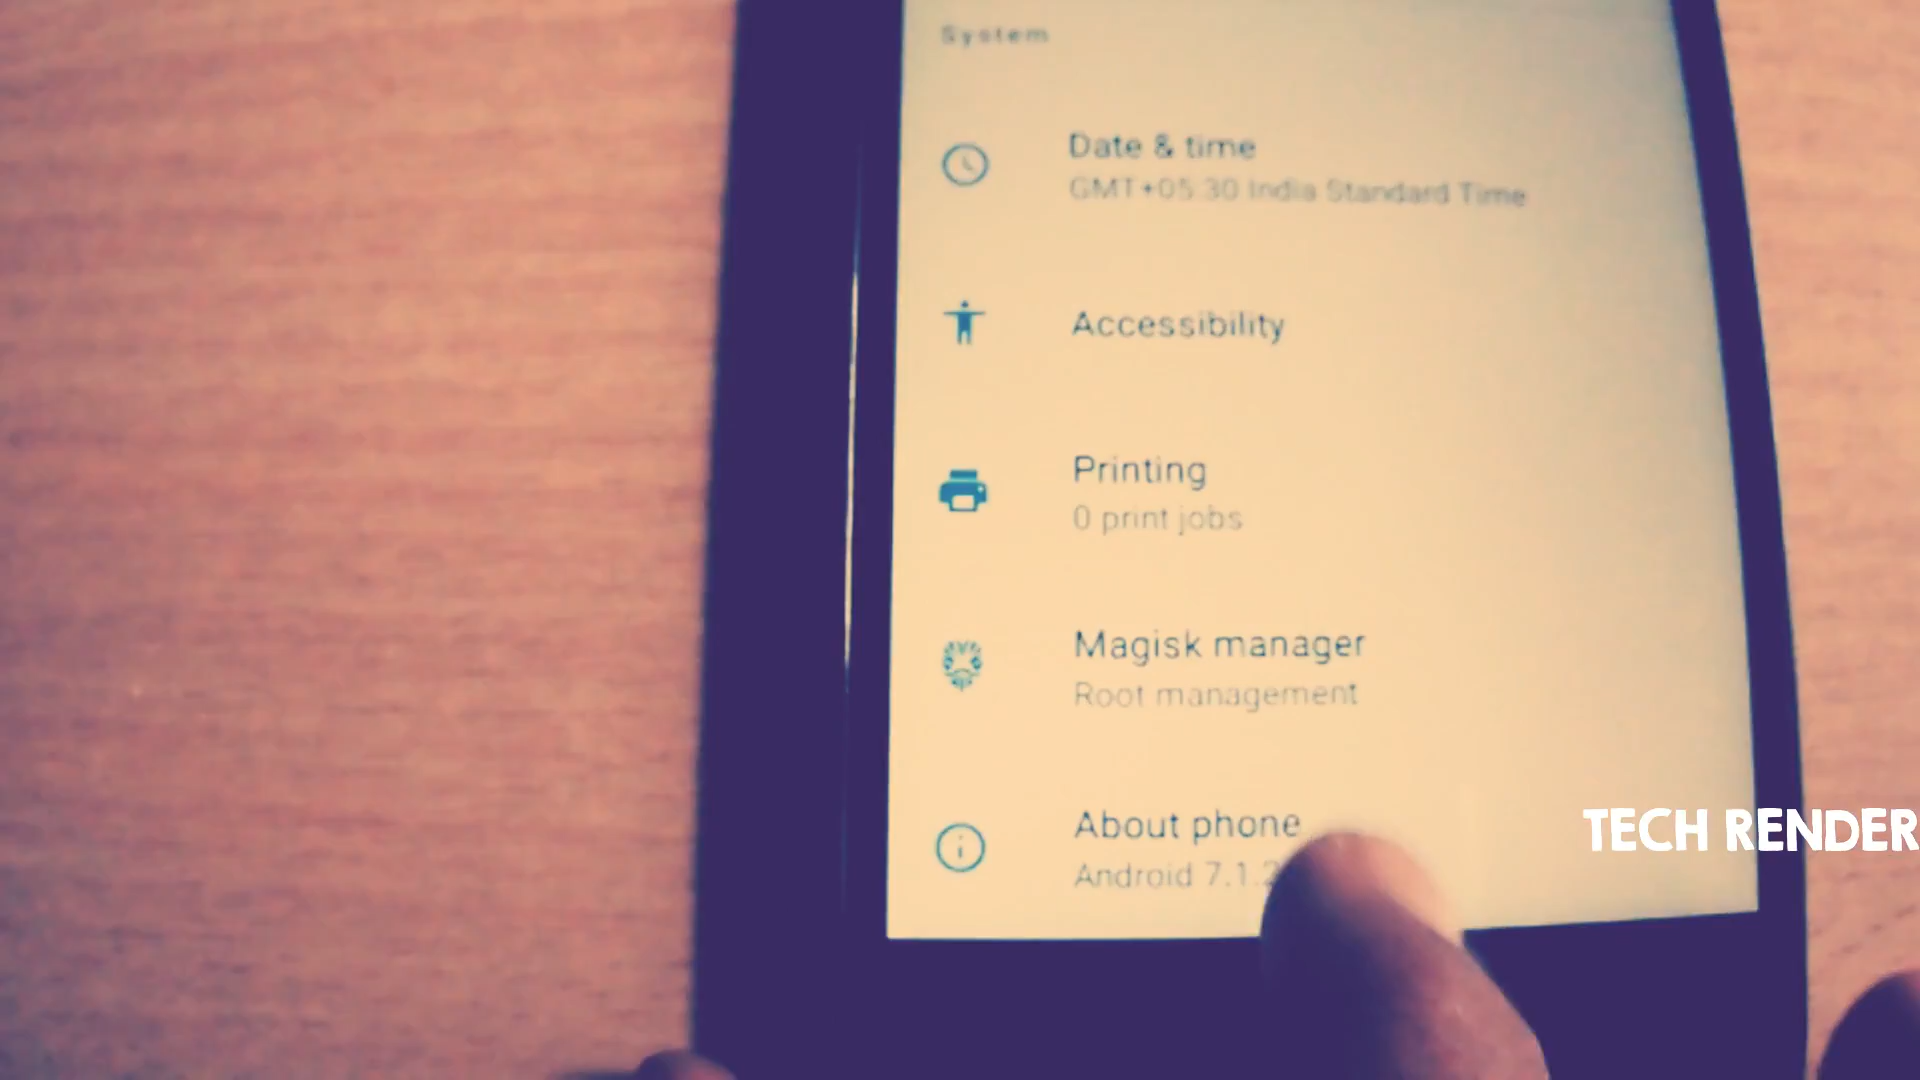 System
Date & time
GMT+05:30 India Standard Time
Accessibility
Printing
0 print jobs
Magisk manager
Root management
About phone
Android 7.1.2
TECH RENDER